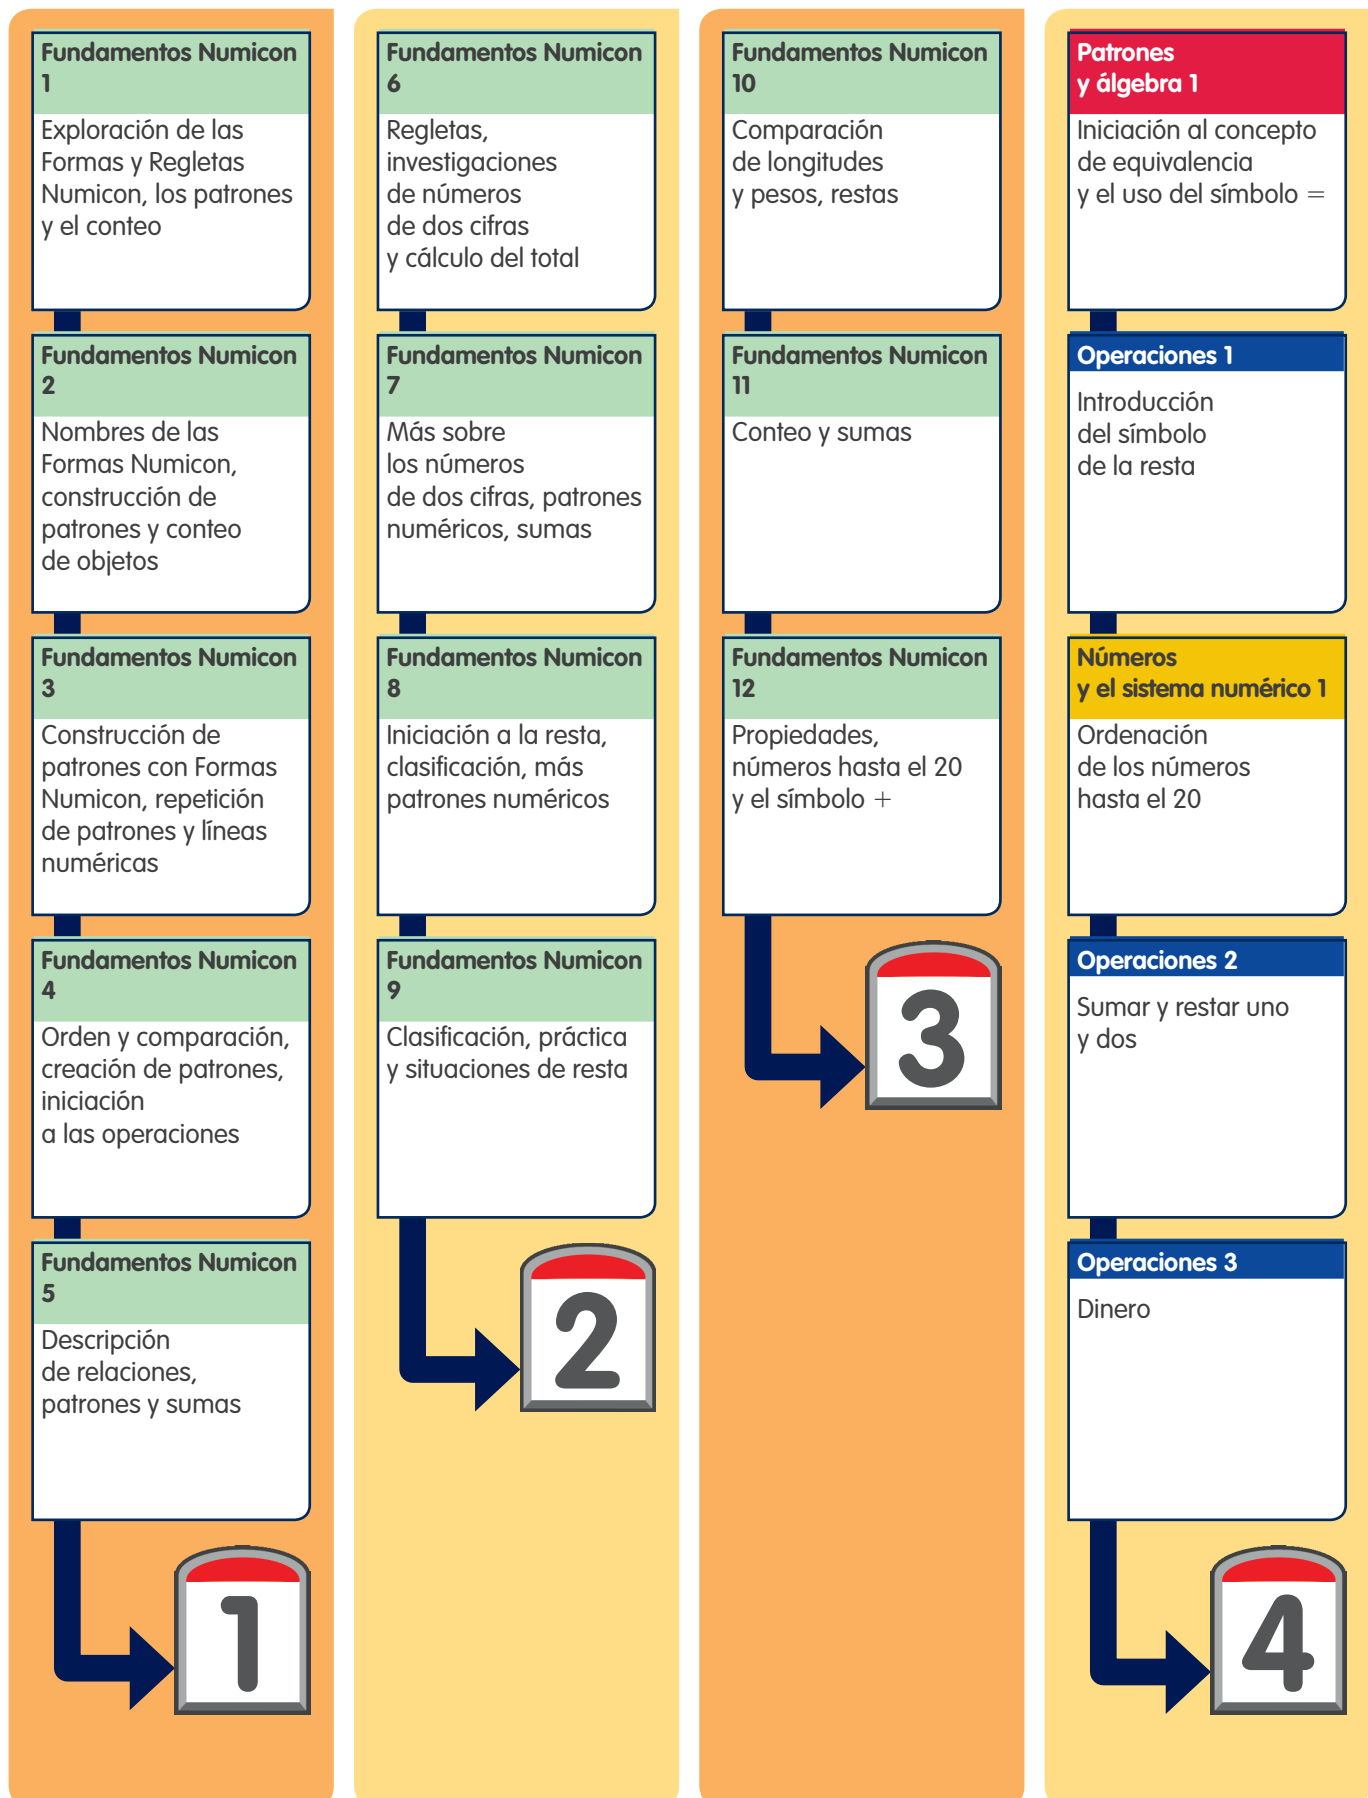 Fundamentos Numicon
1
Exploración de las
Formas y Regletas
Numicon, los patrones
y el conteo
Fundamentos Numicon
2
Nombres de las
Formas Numicon,
construcción de
patrones y conteo
de objetos
Fundamentos Numicon
3
Construcción de
patrones con Formas
Numicon, repetición
de patrones y líneas
numéricas
Fundamentos Numicon
4
Orden y comparación,
creación de patrones,
iniciación
a las operaciones
Fundamentos Numicon
5
Descripción
de relaciones,
patrones y sumas
1
Fundamentos Numicon
6
Regletas,
investigaciones
de números
de dos cifras
y cálculo del total
Fundamentos Numicon
7
Más sobre
los números
de dos cifras, patrones
numéricos, sumas
Fundamentos Numicon
8
Iniciación a la resta,
clasificación, más
patrones numéricos
Fundamentos Numicon
9
Clasificación, práctica
y situaciones de resta
2
Fundamentos Numicon
10
Comparación
de longitudes
y pesos, restas
Fundamentos Numicon
11
Conteo y sumas
Fundamentos Numicon
12
Propiedades,
números hasta el 20
y el símbolo +
3
Patrones
y álgebra 1
Iniciación al concepto
de equivalencia
y el uso del símbolo =
Operaciones 1
Introducción
del símbolo
de la resta
Números
y el sistema numérico 1
Ordenación
de los números
hasta el 20
Operaciones 2
Sumar y restar uno
y dos
Operaciones 3
Dinero
4